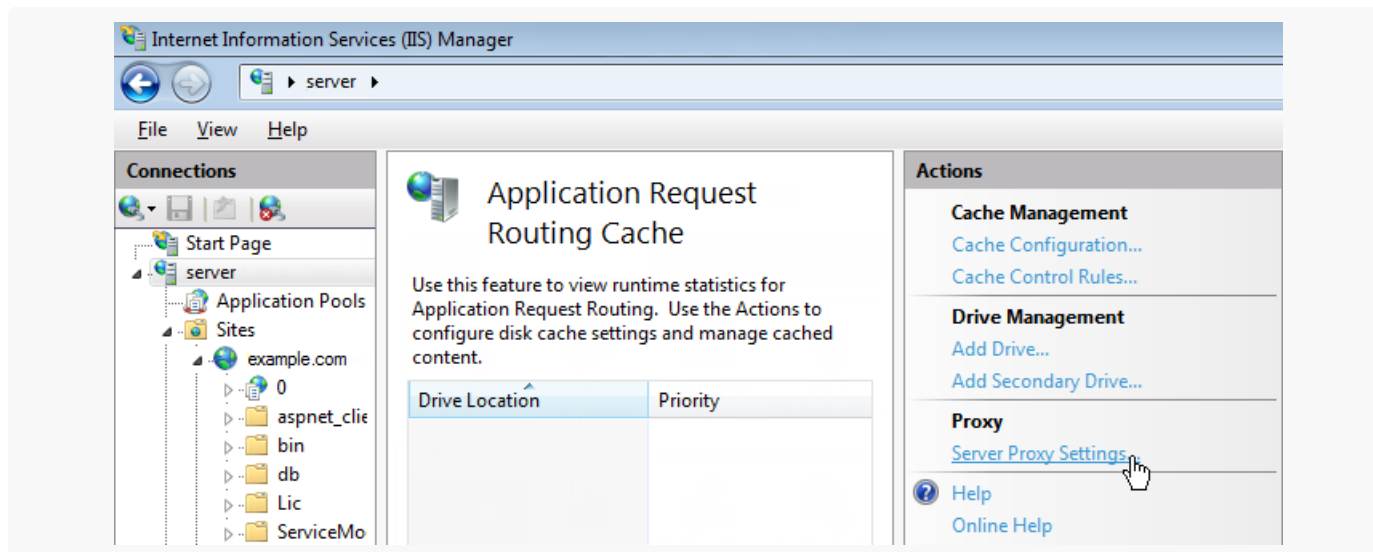 Internet Information Services (IIS) Manager
server
File View Help
Connections
Start Page
server
Application Pools
Sites
example.com
0
aspnet_clie
bin
db
Lic
ServiceMo
Application Request
Routing Cache
Use this feature to view runtime statistics for
Application Request Routing. Use the Actions to
configure disk cache settings and manage cached
content.
Drive Location Priority
Actions
Cache Management
Cache Configuration...
Cache Control Rules...
Drive Management
Add Drive...
Add Secondary Drive...
Proxy
Server Proxy Settings...
Help
Online Help